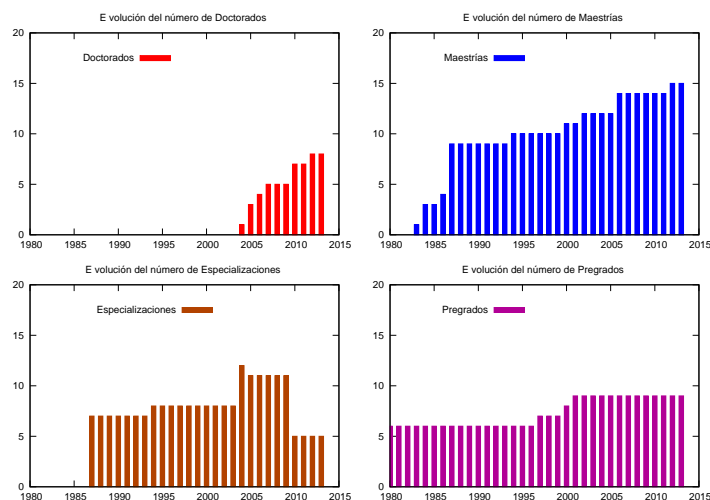 E volución del número de Doctorados
20
15
10
5
0
Doctorados
1980 1985 1990 1995 2000 2005 2010 2015
E volución del número de Maestrías
20
15
10
5
0
Maestrías
1980 1985 1990 1995 2000 2005 2010 2015
E volución del número de Especializaciones
20
15
10
5
0
Especializaciones
1980 1985 1990 1995 2000 2005 2010 2015
E volución del número de Pregrados
20
15
10
5
0
Pregrados
1980 1985 1990 1995 2000 2005 2010 2015